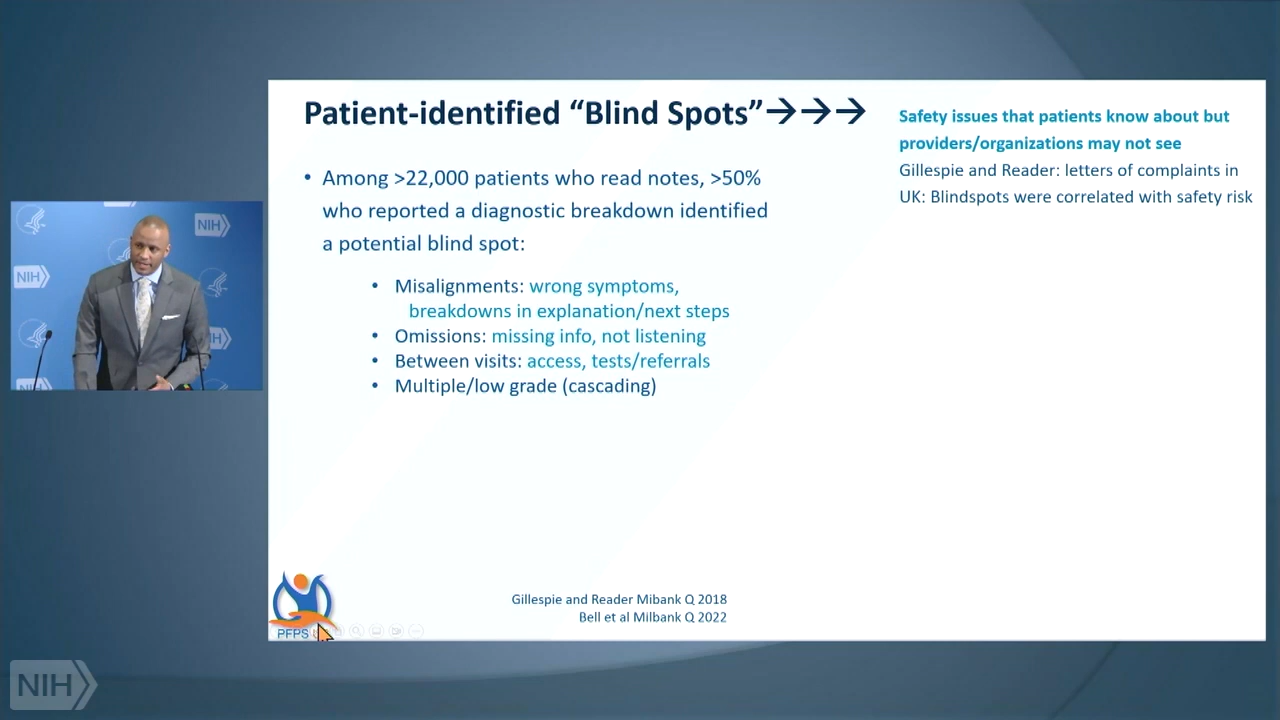 Patient-identified “Blind Spots”→→→
Safety issues that patients know about but
providers/organizations may not see
Gillespie and Reader: letters of complaints in
UK: Blindspots were correlated with safety risk
• Among >22,000 patients who read notes, >50%
who reported a diagnostic breakdown identified
a potential blind spot:
• Misalignments: wrong symptoms,
breakdowns in explanation/next steps
• Omissions: missing info, not listening
• Between visits: access, tests/referrals
• Multiple/low grade (cascading)
NIH
NIH
NIH
NIH
Gillespie and Reader Mibank Q 2018
Bell et al Milbank Q 2022
PFPS
NIH